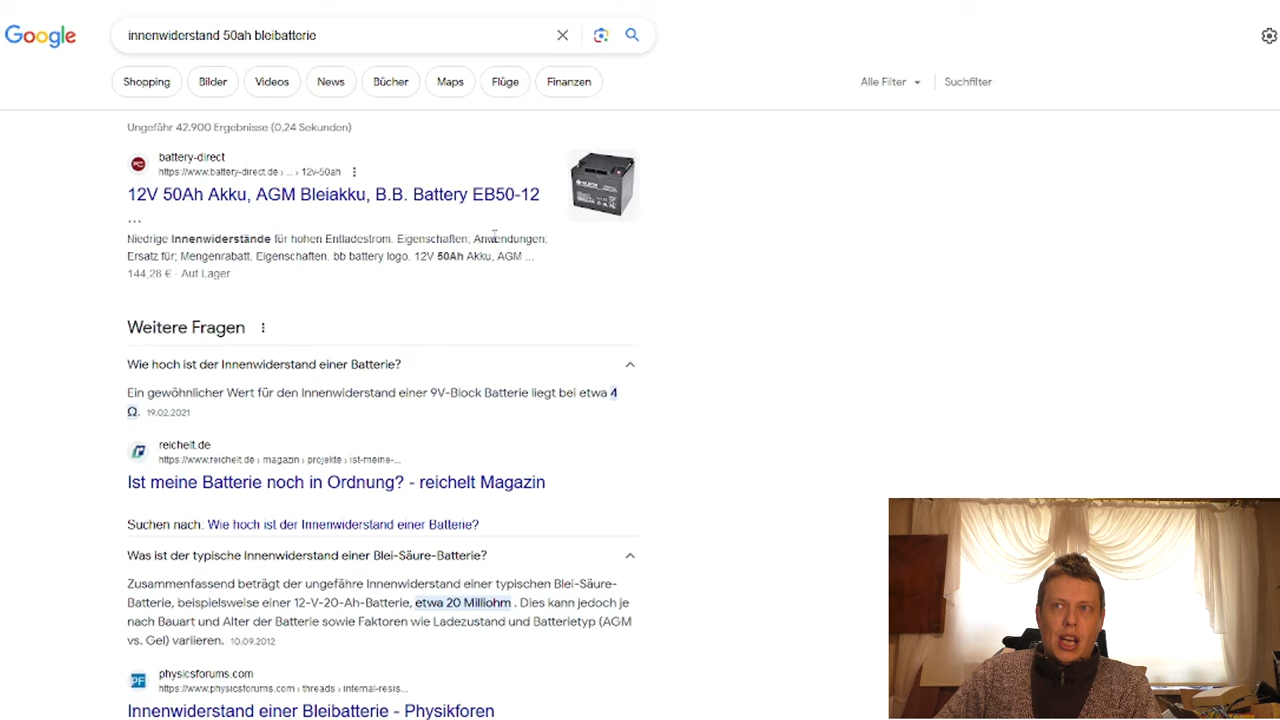 Google
innenwiderstand 50ah bleibatterie
Shopping
Bilder
Videos
News
Bücher
Maps
Flüge
Finanzen
Alle Filter
Suchfilter
Ungefähr 42.900 Ergebnisse (0,24 Sekunden)
battery-direct
https://www.battery-direct.de › ... › 12v-50ah
12V 50Ah Akku, AGM Bleiakku, B.B. Battery EB50-12
...
Niedrige Innenwiderstände für hohen Entladestrom. Eigenschaften; Anwendungen;
Ersatz für; Mengenrabatt. Eigenschaften. bb battery logo. 12V 50Ah Akku, AGM ...
144,28 € · Auf Lager
Weitere Fragen
Wie hoch ist der Innenwiderstand einer Batterie?
Ein gewöhnlicher Wert für den Innenwiderstand einer 9V-Block Batterie liegt bei etwa 4
Ω. 19.02.2021
reichelt.de
https://www.reichelt.de › magazin › projekte › ist-meine-...
Ist meine Batterie noch in Ordnung? - reichelt Magazin
Suchen nach: Wie hoch ist der Innenwiderstand einer Batterie?
Was ist der typische Innenwiderstand einer Blei-Säure-Batterie?
Zusammenfassend beträgt der ungefähre Innenwiderstand einer typischen Blei-Säure-
Batterie, beispielsweise einer 12-V-20-Ah-Batterie, etwa 20 Milliohm . Dies kann jedoch je
nach Bauart und Alter der Batterie sowie Faktoren wie Ladezustand und Batterietyp (AGM
vs. Gel) variieren. 10.09.2012
PF
physicsforums.com
https://www.physicsforums.com › threads › internal-resis...
Innenwiderstand einer Bleibatterie - Physikforen